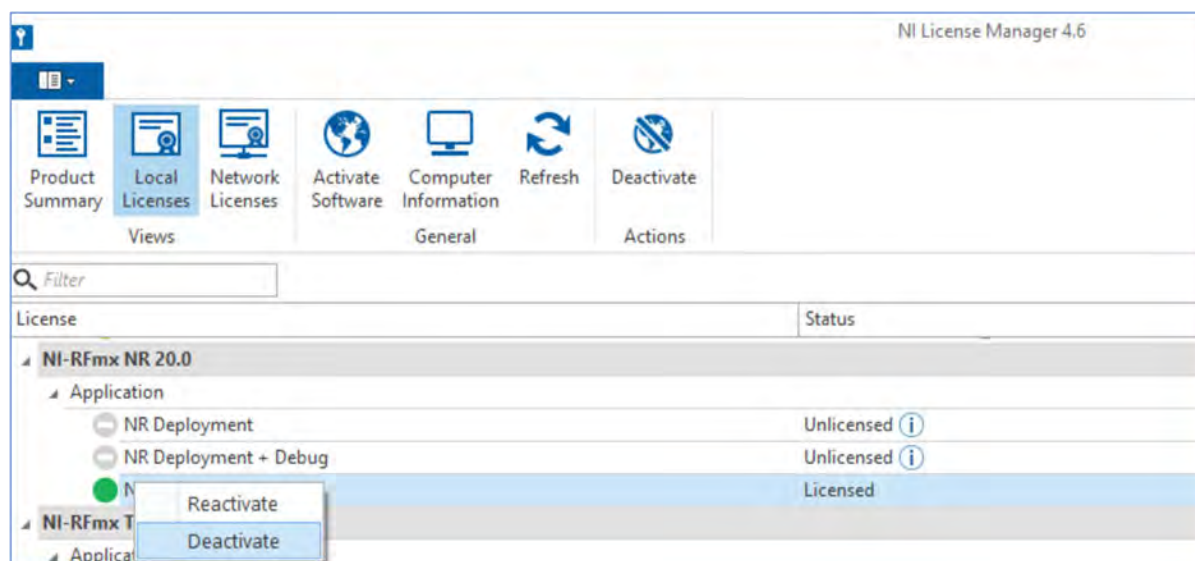 NI License Manager 4.6
Product Summary
Local Licenses
Network Licenses
Activate Software
Computer Information
Refresh
Deactivate
Views
General
Actions
Filter
License Status
NI-RFmx NR 20.0
Application
NR Deployment Unlicensed
NR Deployment + Debug Unlicensed
N Licensed
Reactivate
NI-RFmx T
Deactivate
Applicat